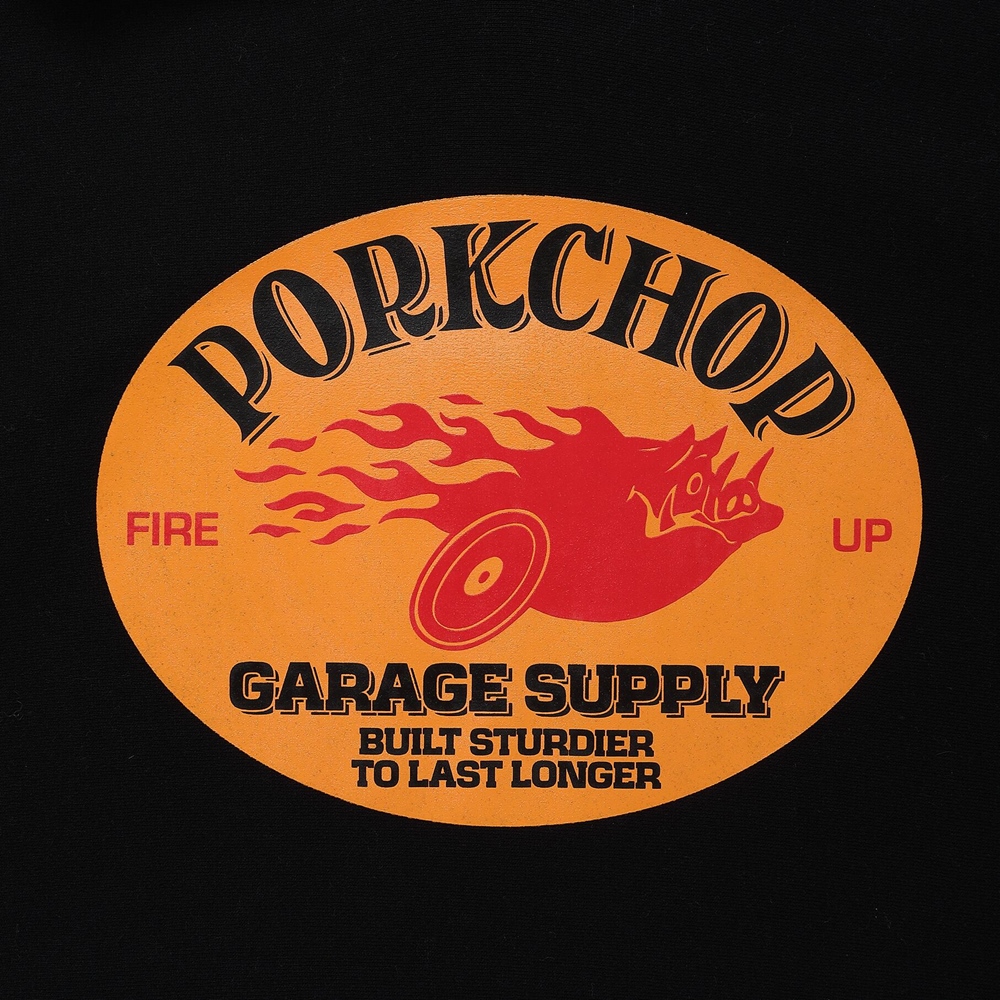 PORKCHOP
FIRE UP
GARAGE SUPPLY
BUILT STURDIER
TO LAST LONGER